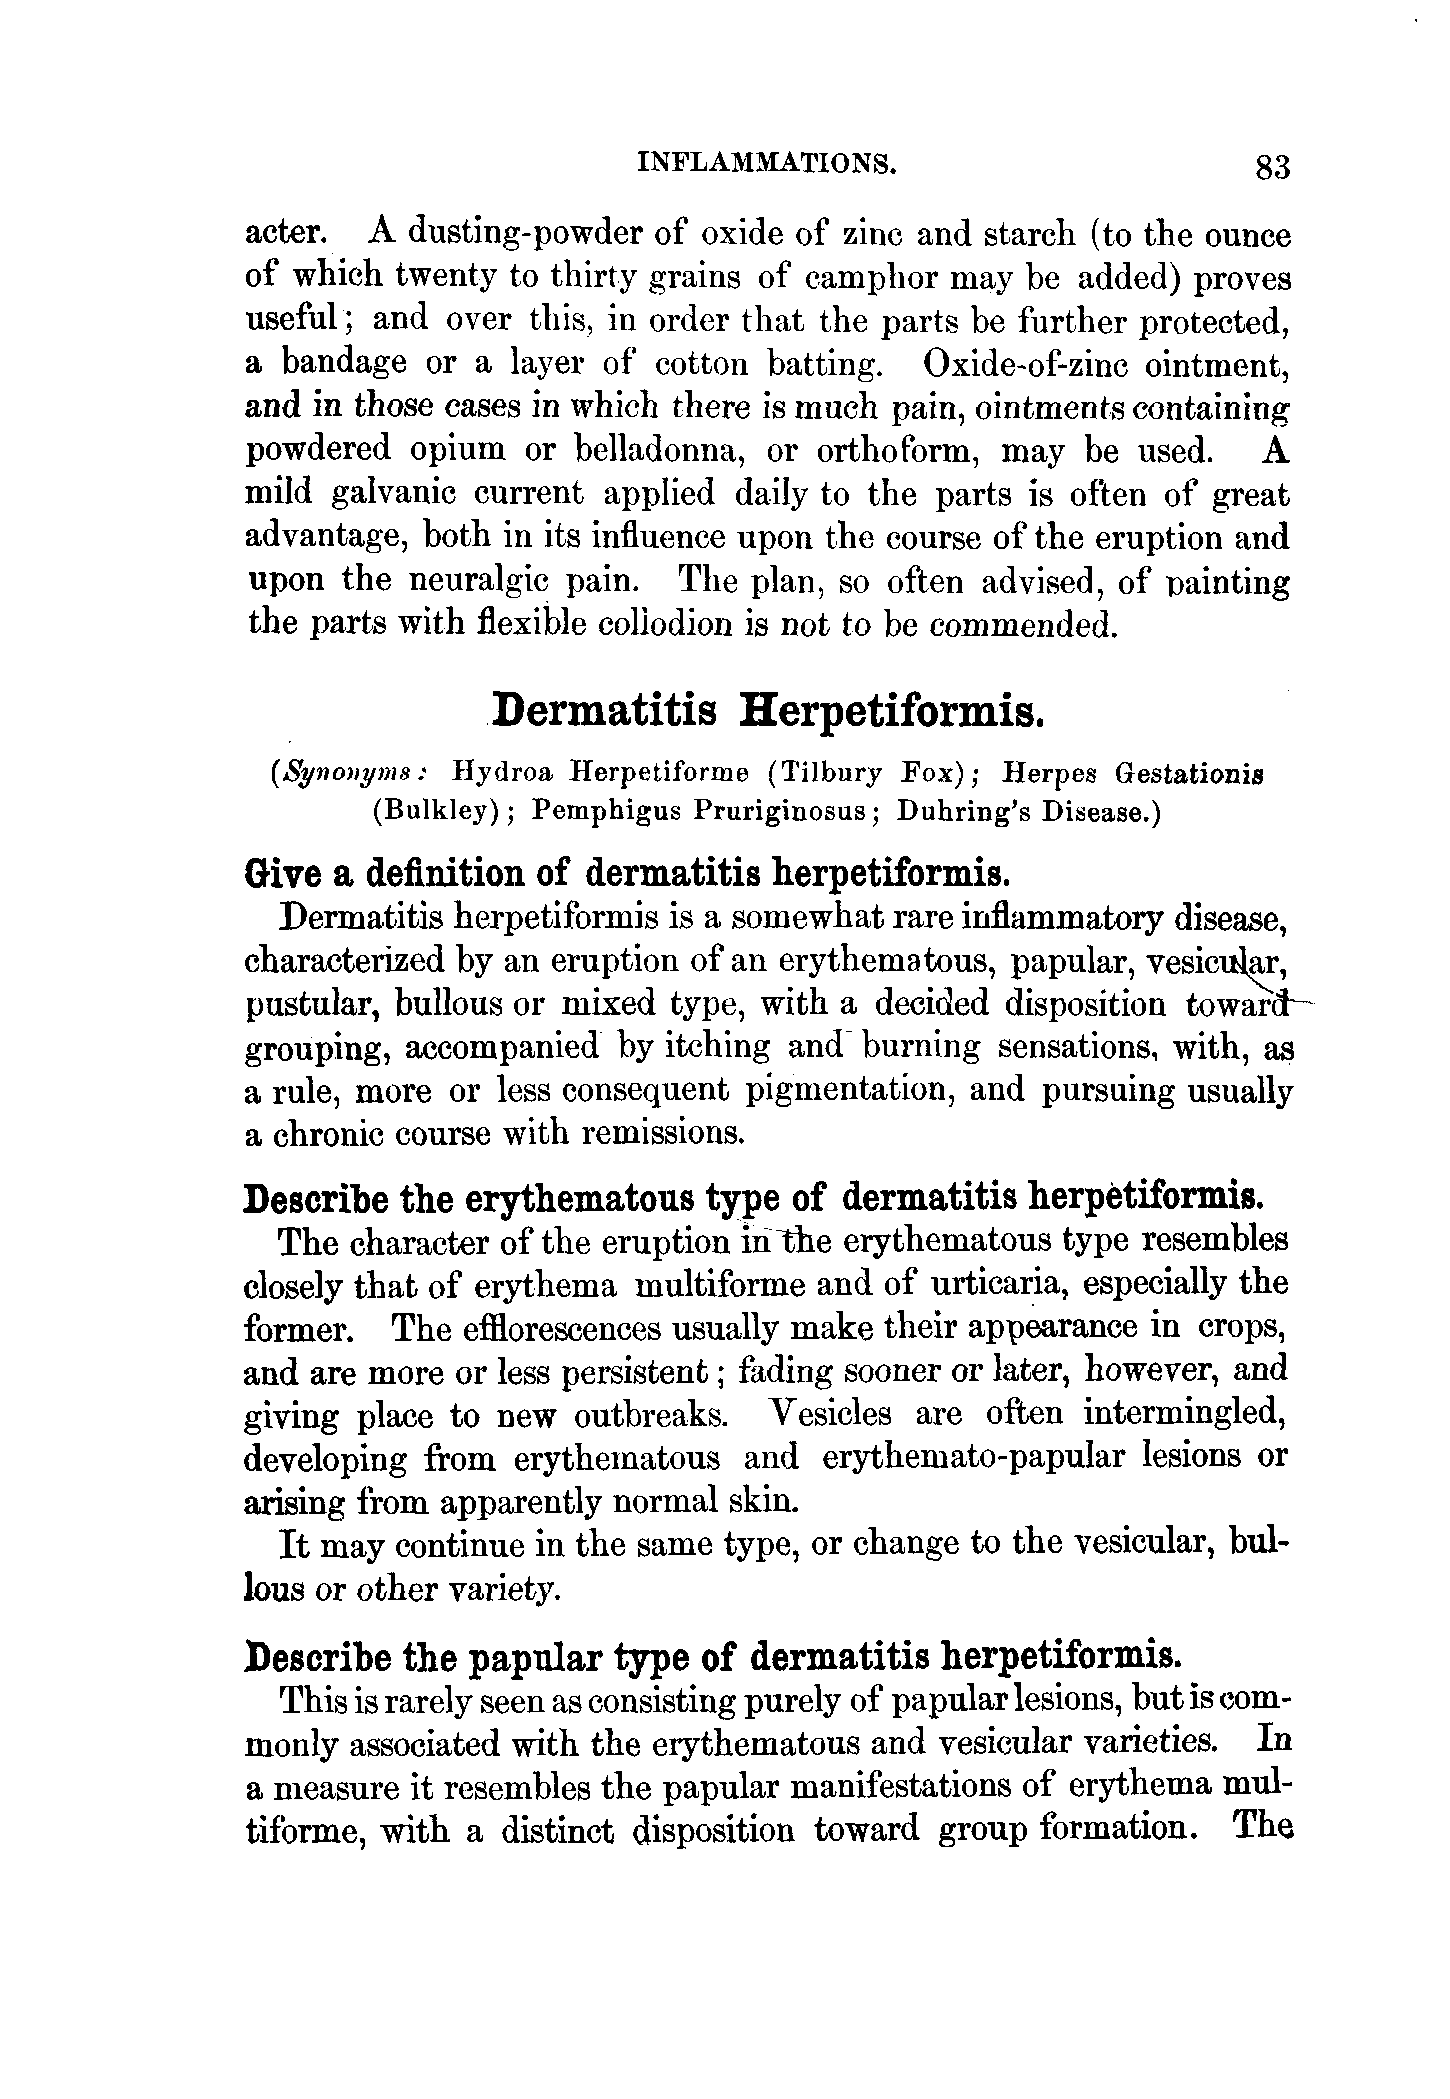 INFLAMMATIONS. 83
acter. A dusting-powder of oxide of zinc and starch (to the ounce
of which twenty to thirty grains of camphor may be added) proves
useful; and over this, in order that the parts be further protected,
a bandage or a layer of cotton batting. Oxide-of-zinc ointment,
and in those cases in which there is much pain, ointments containing
powdered opium or belladonna, or orthoform, may be used. A
mild galvanic current applied daily to the parts is often of great
advantage, both in its influence upon the course of the eruption and
upon the neuralgic pain. The plan, so often advised, of painting
the parts with flexible collodion is not to be commended.
Dermatitis Herpetiformis.
(Synonyms: Hydroa Herpetiforme (Tilbury Fox); Herpes Gestationis
(Bulkley); Pemphigus Pruriginosus; Duhring's Disease.)
Give a definition of dermatitis herpetiformis.
Dermatitis herpetiformis is a somewhat rare inflammatory disease,
characterized by an eruption of an erythematous, papular, vesicular,
pustular, bullous or mixed type, with a decided disposition toward
grouping, accompanied by itching and burning sensations, with, as
a rule, more or less consequent pigmentation, and pursuing usually
a chronic course with remissions.
Describe the erythematous type of dermatitis herpetiformis.
The character of the eruption in the erythematous type resembles
closely that of erythema multiforme and of urticaria, especially the
former. The efflorescences usually make their appearance in crops,
and are more or less persistent; fading sooner or later, however, and
giving place to new outbreaks. Vesicles are often intermingled,
developing from erythematous and erythemato-papular lesions or
arising from apparently normal skin.
It may continue in the same type, or change to the vesicular, bul-
lous or other variety.
Describe the papular type of dermatitis herpetiformis.
This is rarely seen as consisting purely of papular lesions, but is com-
monly associated with the erythematous and vesicular varieties. In
a measure it resembles the papular manifestations of erythema mul-
tiforme, with a distinct disposition toward group formation. The